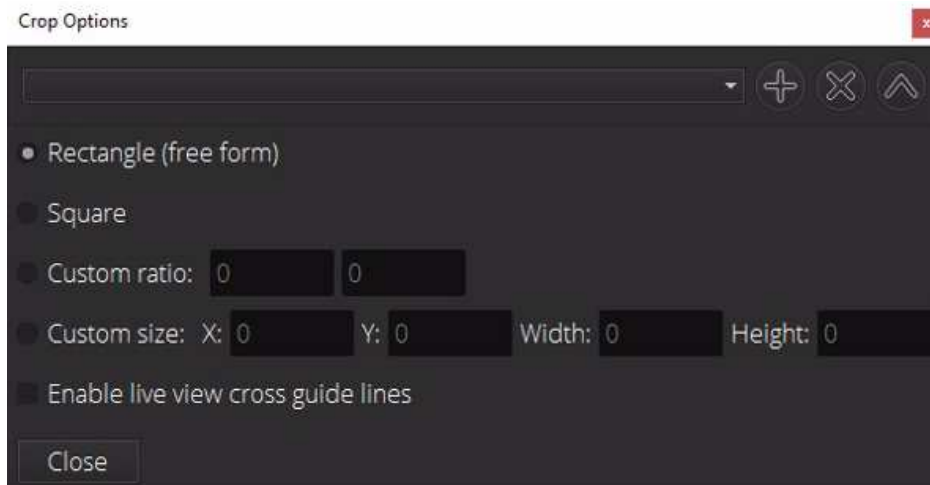 Crop Options
Rectangle (free form)
Square
Custom ratio: 0 0
Custom size: X: 0 Y: 0 Width: 0 Height: 0
Enable live view cross guide lines
Close